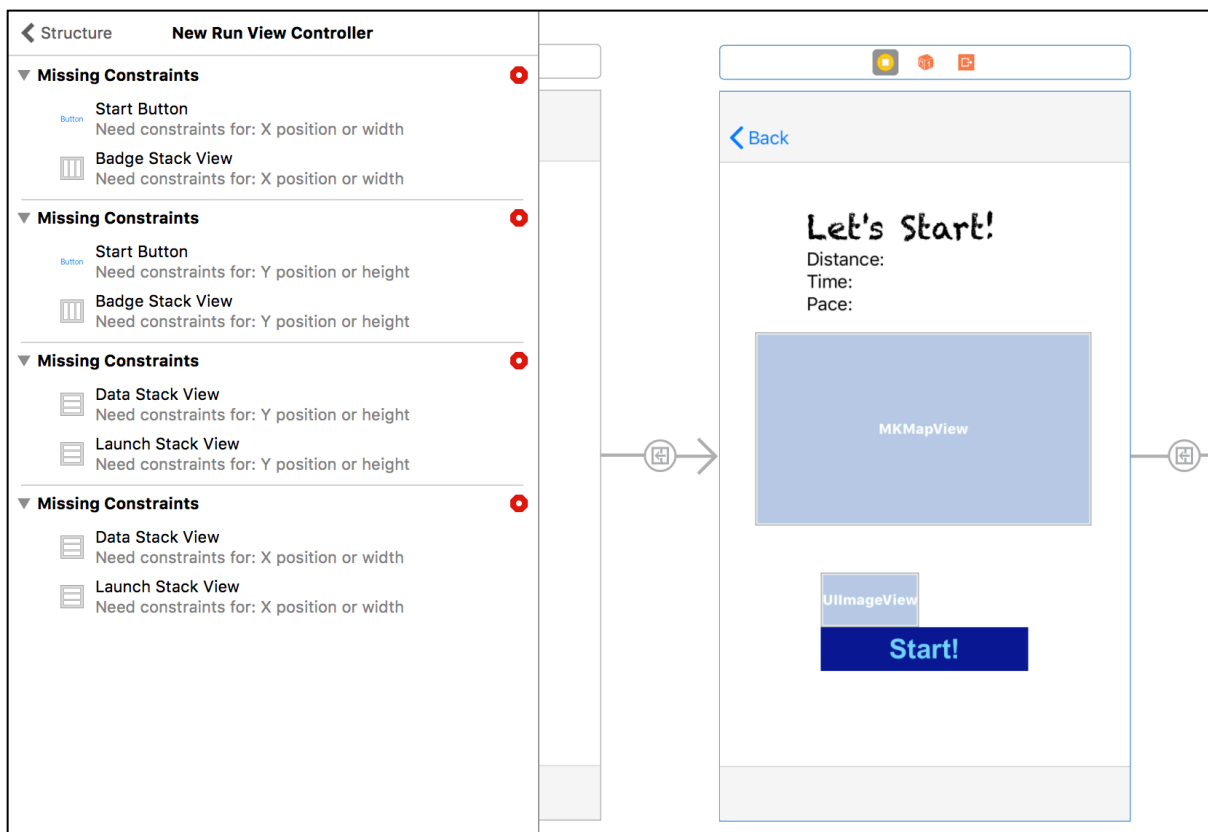 Structure
New Run View Controller
Missing Constraints
Start Button
Button
Need constraints for: X position or width
Badge Stack View
Need constraints for: X position or width
Missing Constraints
Start Button
Button
Need constraints for: Y position or height
Badge Stack View
Need constraints for: Y position or height
Missing Constraints
Data Stack View
Need constraints for: Y position or height
Launch Stack View
Need constraints for: Y position or height
Missing Constraints
Data Stack View
Need constraints for: X position or width
Launch Stack View
Need constraints for: X position or width
Back
Let's Start!
Distance:
Time:
Pace:
MKMapView
UIImageView
Start!